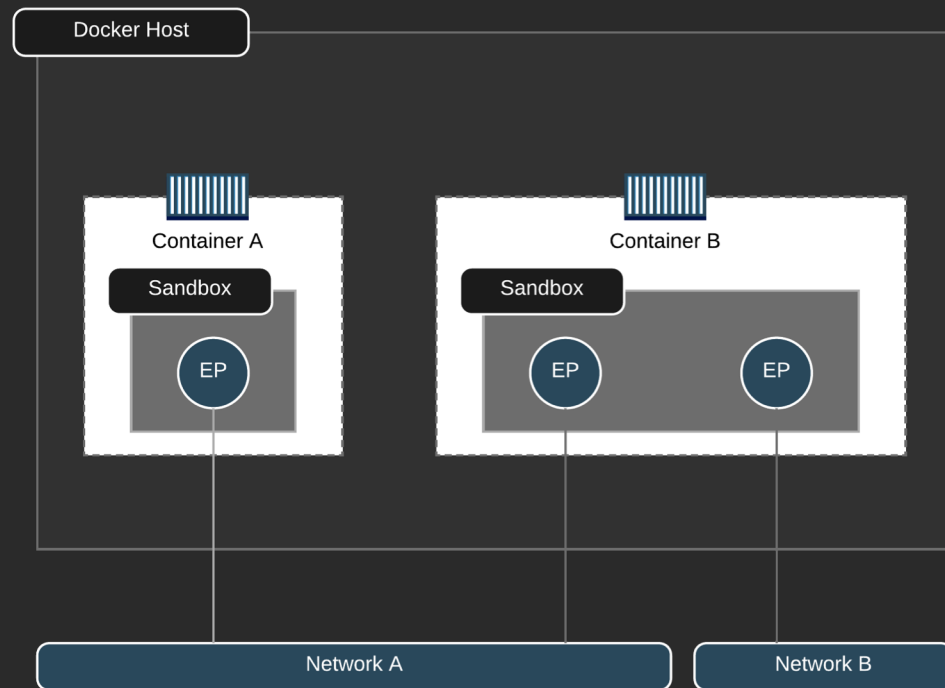 Docker Host
Container A
Container B
Sandbox
Sandbox
EP
EP
EP
Network A
Network B